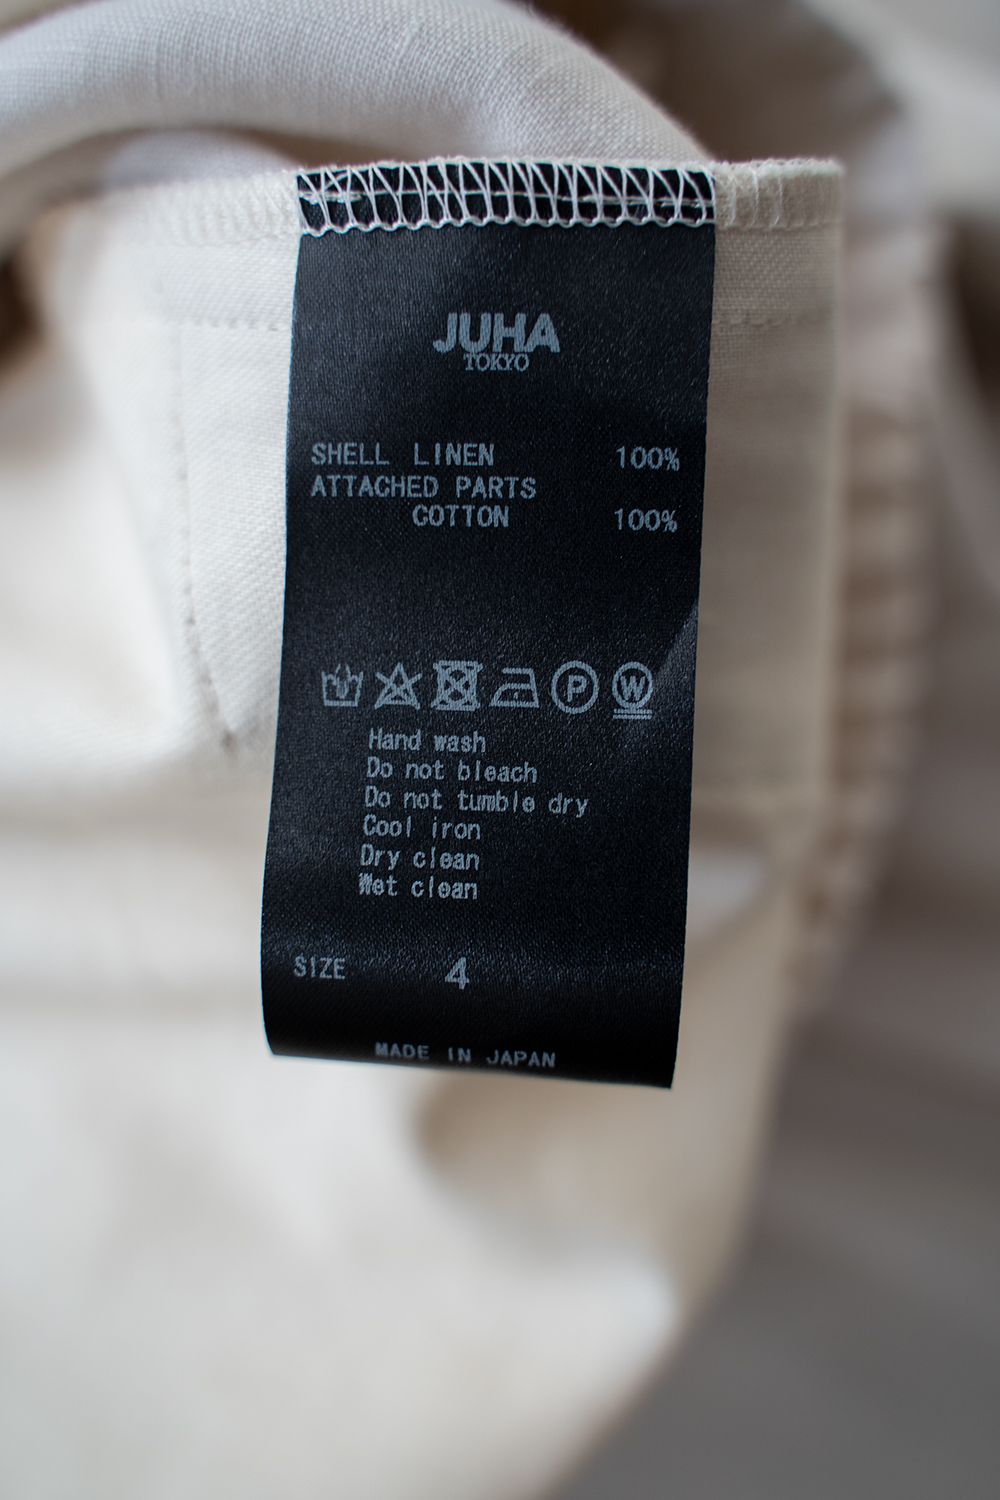 JUHA
TOKYO
SHELL LINEN 100%
ATTACHED PARTS
COTTON 100%
P W
Hand wash
Do not bleach
Do not tumble dry
Cool iron
Dry clean
Wet clean
SIZE 4
MADE IN JAPAN